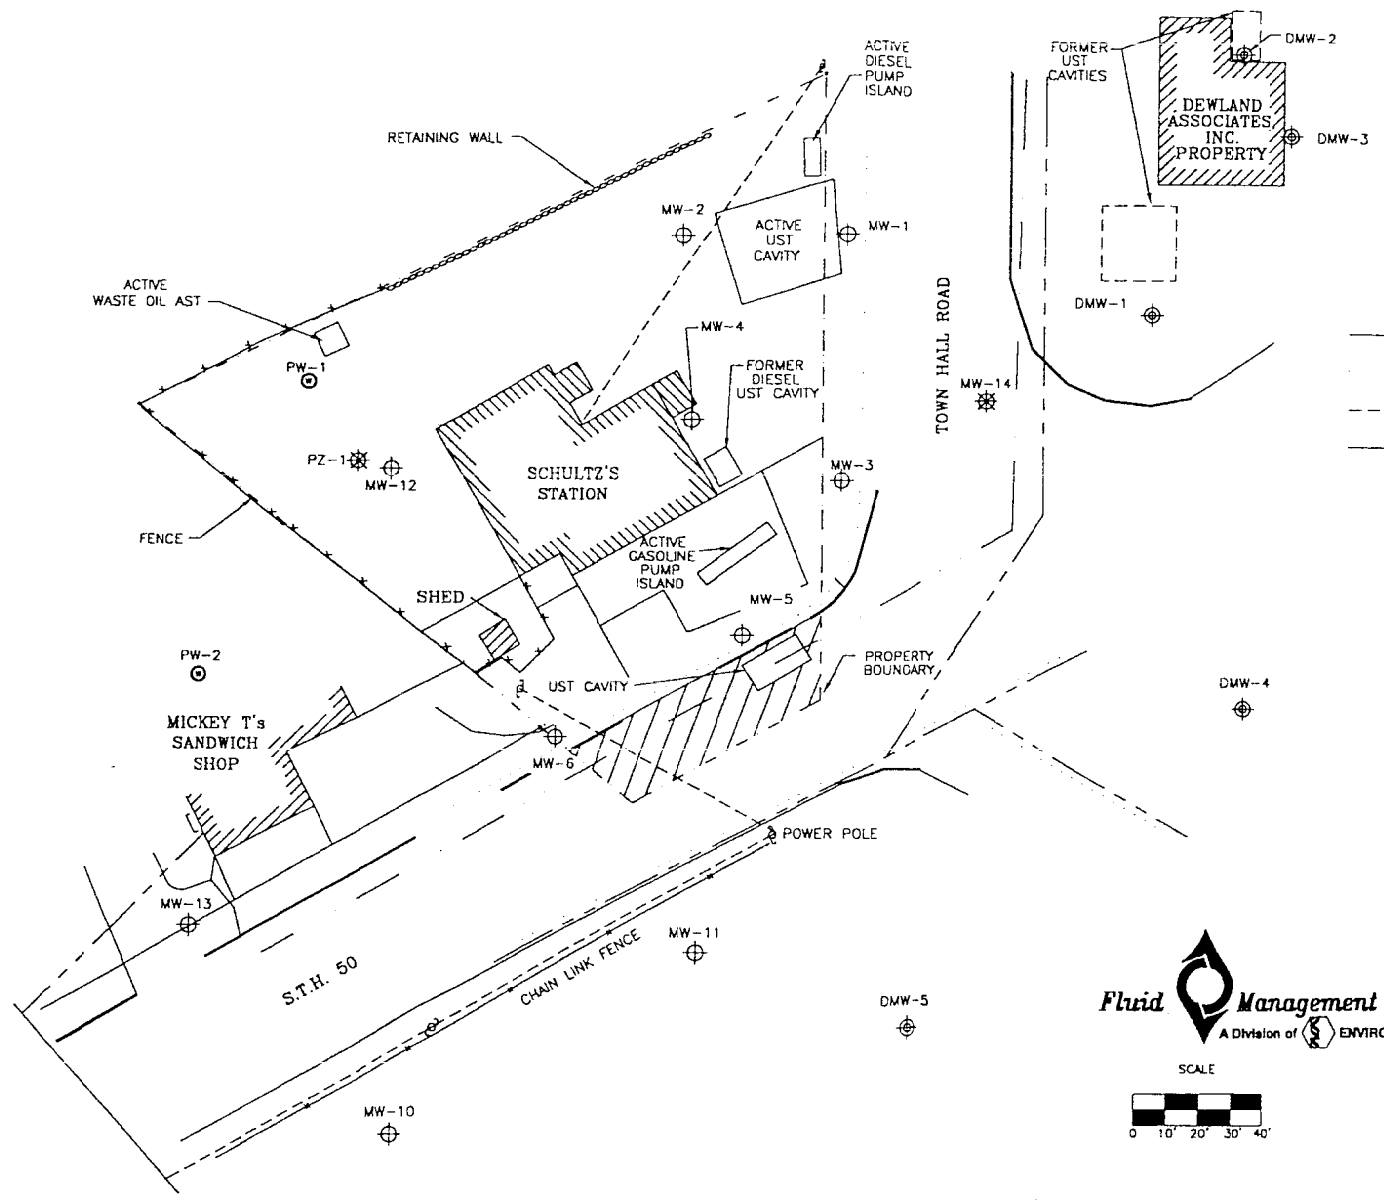 ACTIVE
DIESEL
PUMP
ISLAND
FORMER
UST
CAVITIES
DMW-2
DEWLAND
ASSOCIATES,
INC.
PROPERTY
DMW-3
RETAINING WALL
MW-2
ACTIVE
UST
CAVITY
MW-1
ACTIVE
WASTE OIL AST
DMW-1
TOWN HALL ROAD
MW-4
PW-1
FORMER
DIESEL
UST CAVITY
MW-14
PZ-1
MW-12
SCHULTZ'S
STATION
MW-3
FENCE
ACTIVE
GASOLINE
PUMP
ISLAND
SHED
MW-5
PW-2
UST CAVITY
PROPERTY
BOUNDARY
DMW-4
MICKEY T's
SANDWICH
SHOP
MW-6
POWER POLE
MW-13
MW-11
CHAIN LINK FENCE
S.T.H. 50
DMW-5
Fluid Management
A Division of ENVIRO
SCALE
0 10' 20' 30' 40'
MW-10